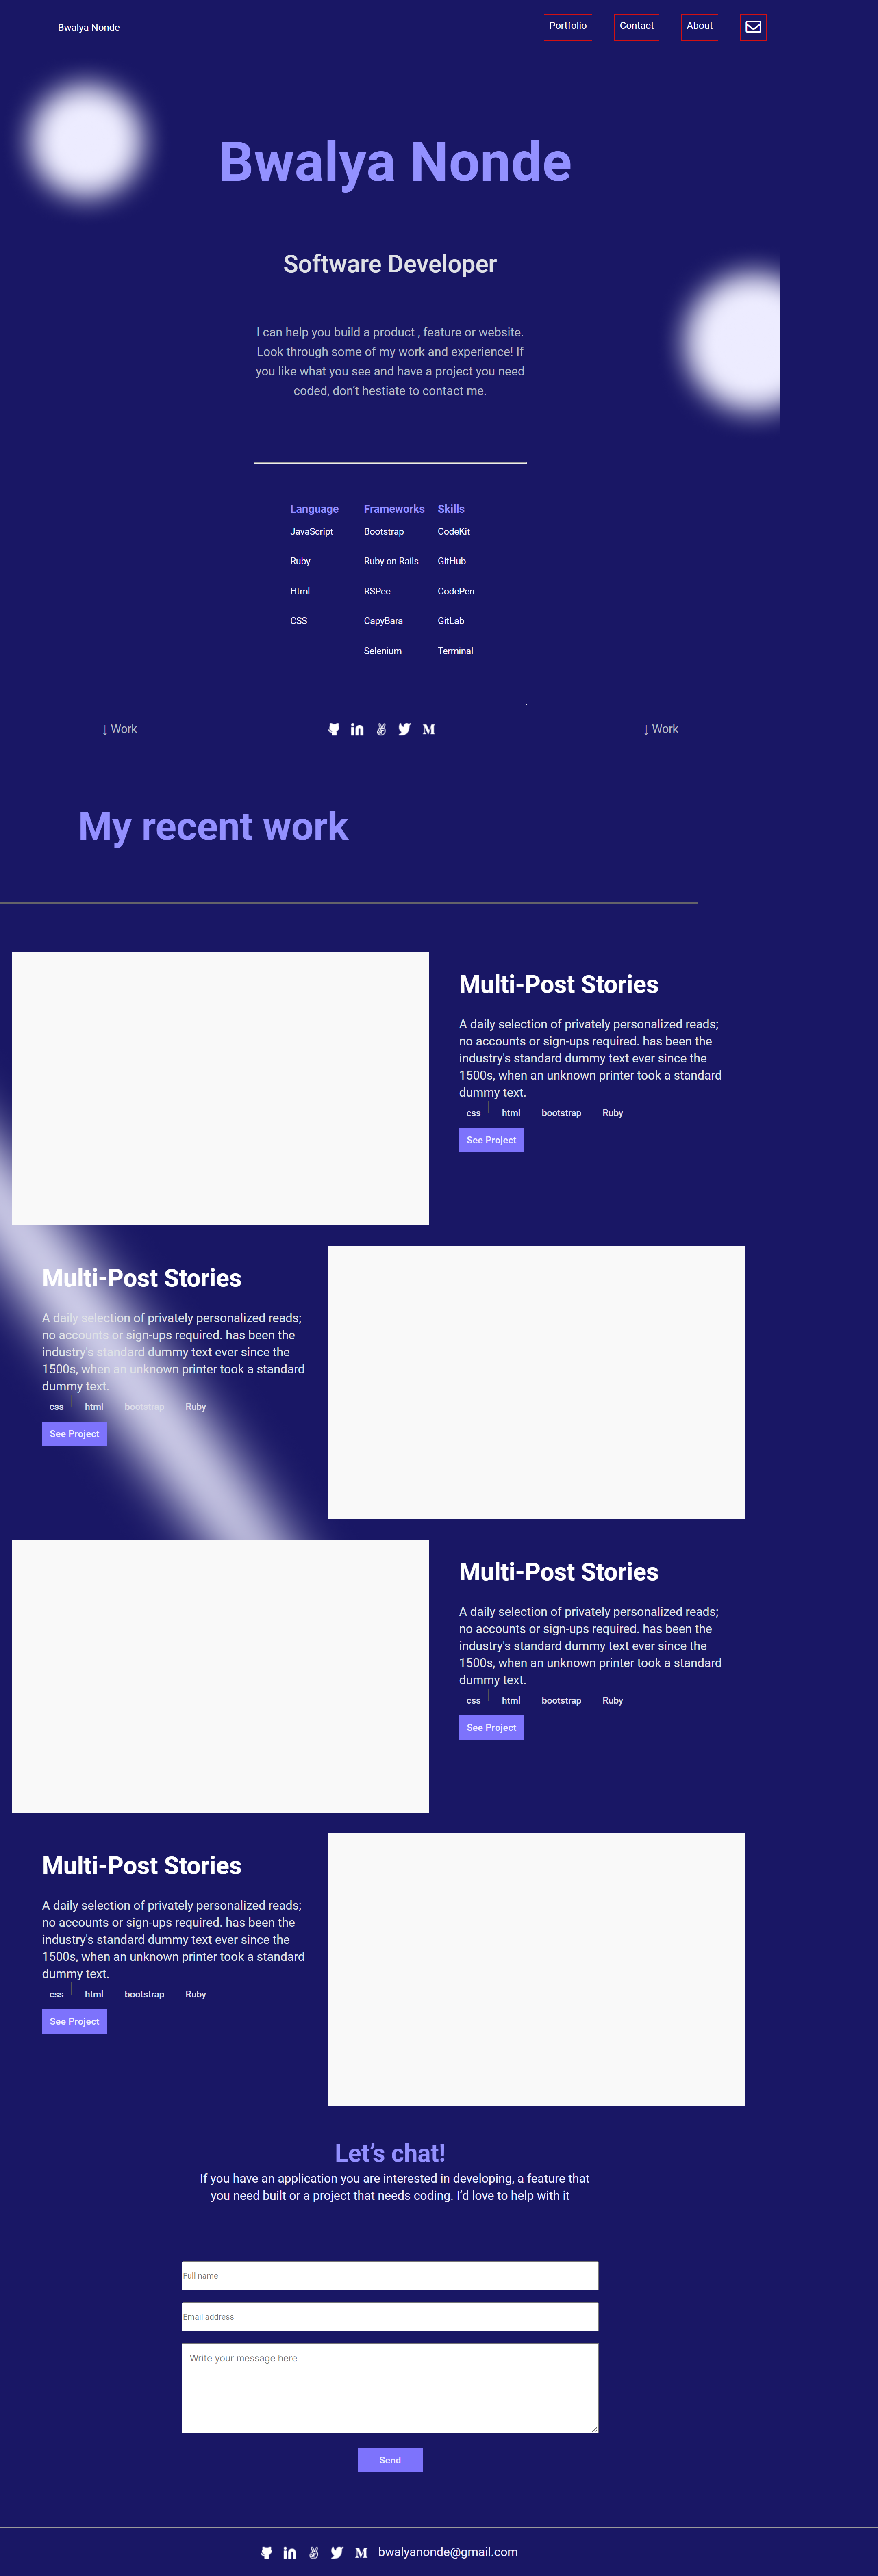 Bwalya Nonde
Portfolio
Contact
About
Bwalya Nonde
Software Developer
I can help you build a product , feature or website.
Look through some of my work and experience! If
you like what you see and have a project you need
coded, don’t hestiate to contact me.
Language Frameworks Skills
JavaScript Bootstrap CodeKit
Ruby Ruby on Rails GitHub
Html RSPec CodePen
CSS CapyBara GitLab
Selenium Terminal
↓ Work
↓ Work
My recent work
Multi-Post Stories
A daily selection of privately personalized reads;
no accounts or sign-ups required. has been the
industry's standard dummy text ever since the
1500s, when an unknown printer took a standard
dummy text.
css html bootstrap Ruby
See Project
Multi-Post Stories
A daily selection of privately personalized reads;
no accounts or sign-ups required. has been the
industry's standard dummy text ever since the
1500s, when an unknown printer took a standard
dummy text.
css html bootstrap Ruby
See Project
Multi-Post Stories
A daily selection of privately personalized reads;
no accounts or sign-ups required. has been the
industry's standard dummy text ever since the
1500s, when an unknown printer took a standard
dummy text.
css html bootstrap Ruby
See Project
Multi-Post Stories
A daily selection of privately personalized reads;
no accounts or sign-ups required. has been the
industry's standard dummy text ever since the
1500s, when an unknown printer took a standard
dummy text.
css html bootstrap Ruby
See Project
Let’s chat!
If you have an application you are interested in developing, a feature that
you need built or a project that needs coding. I’d love to help with it
Full name
Email address
Write your message here
Send
bwalyanonde@gmail.com